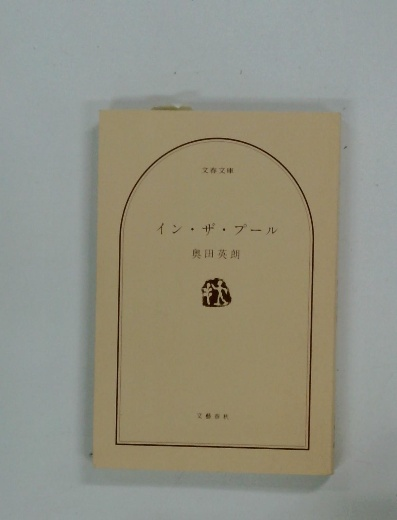 文春文庫
イン・ザ・プール
奥田英朗
文藝春秋